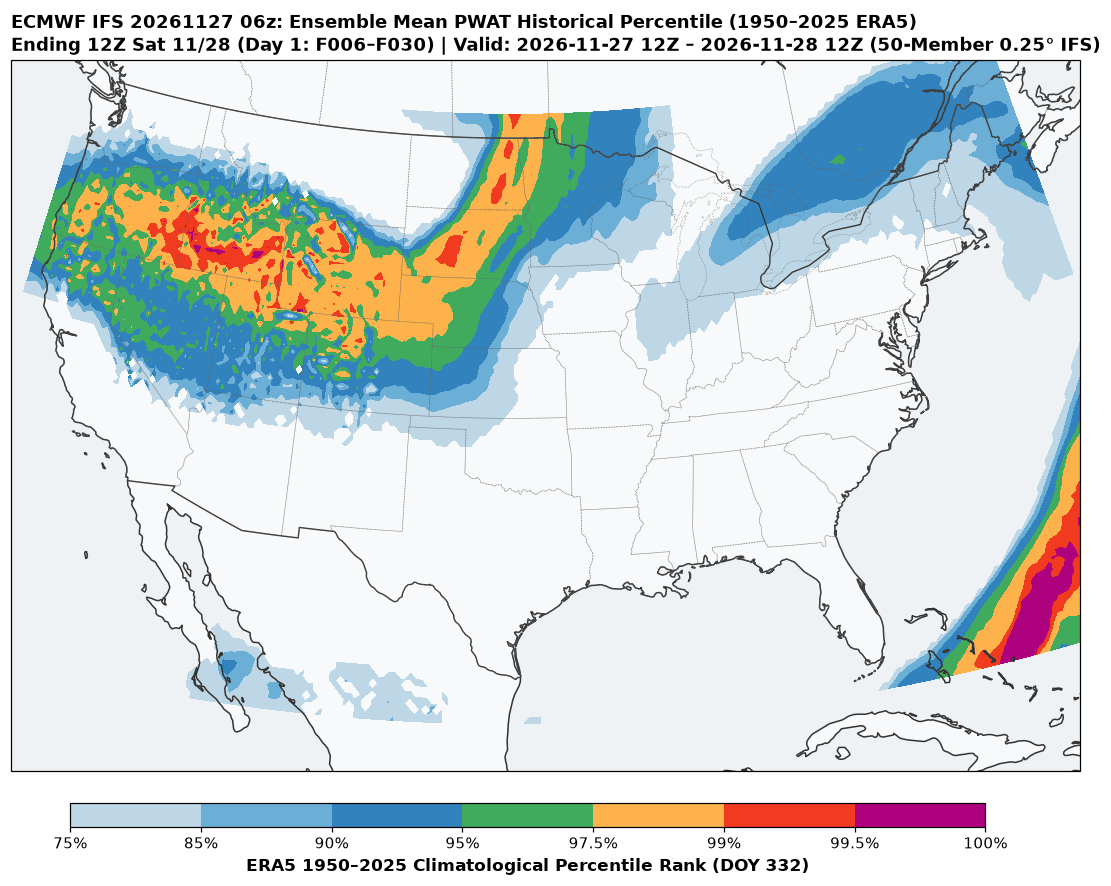 ECMWF IFS 20261127 06z: Ensemble Mean PWAT Historical Percentile (1950–2025 ERA5)
Ending 12Z Sat 11/28 (Day 1: F006–F030) | Valid: 2026-11-27 12Z – 2026-11-28 12Z (50-Member 0.25° IFS)
75% 85% 90% 95% 97.5% 99% 99.5% 100%
ERA5 1950–2025 Climatological Percentile Rank (DOY 332)